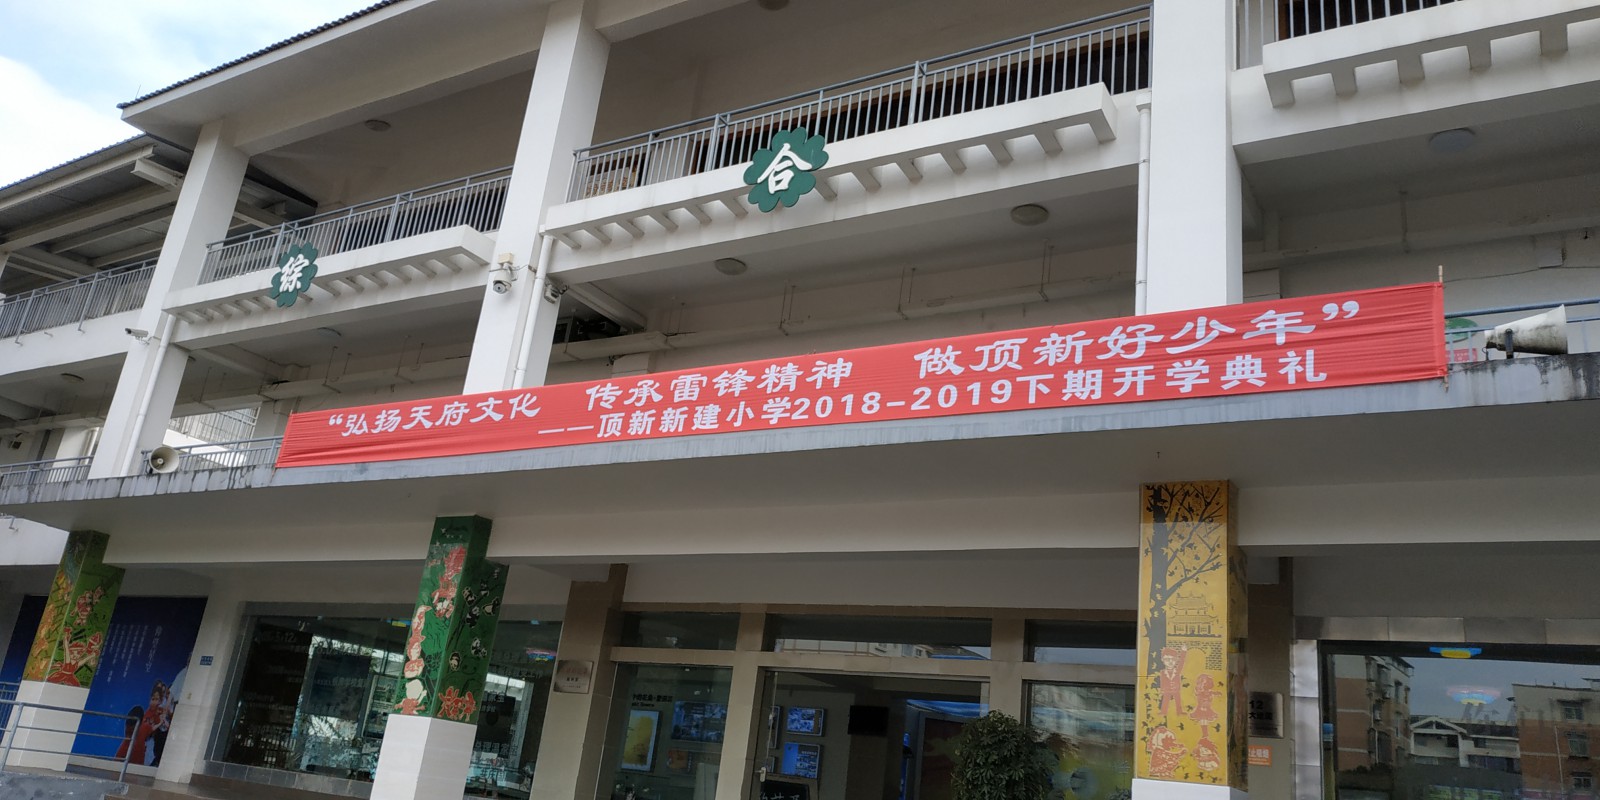 综
合
“弘扬天府文化 传承雷锋精神 做顶新好少年”
——顶新新建小学2018-2019下期开学典礼